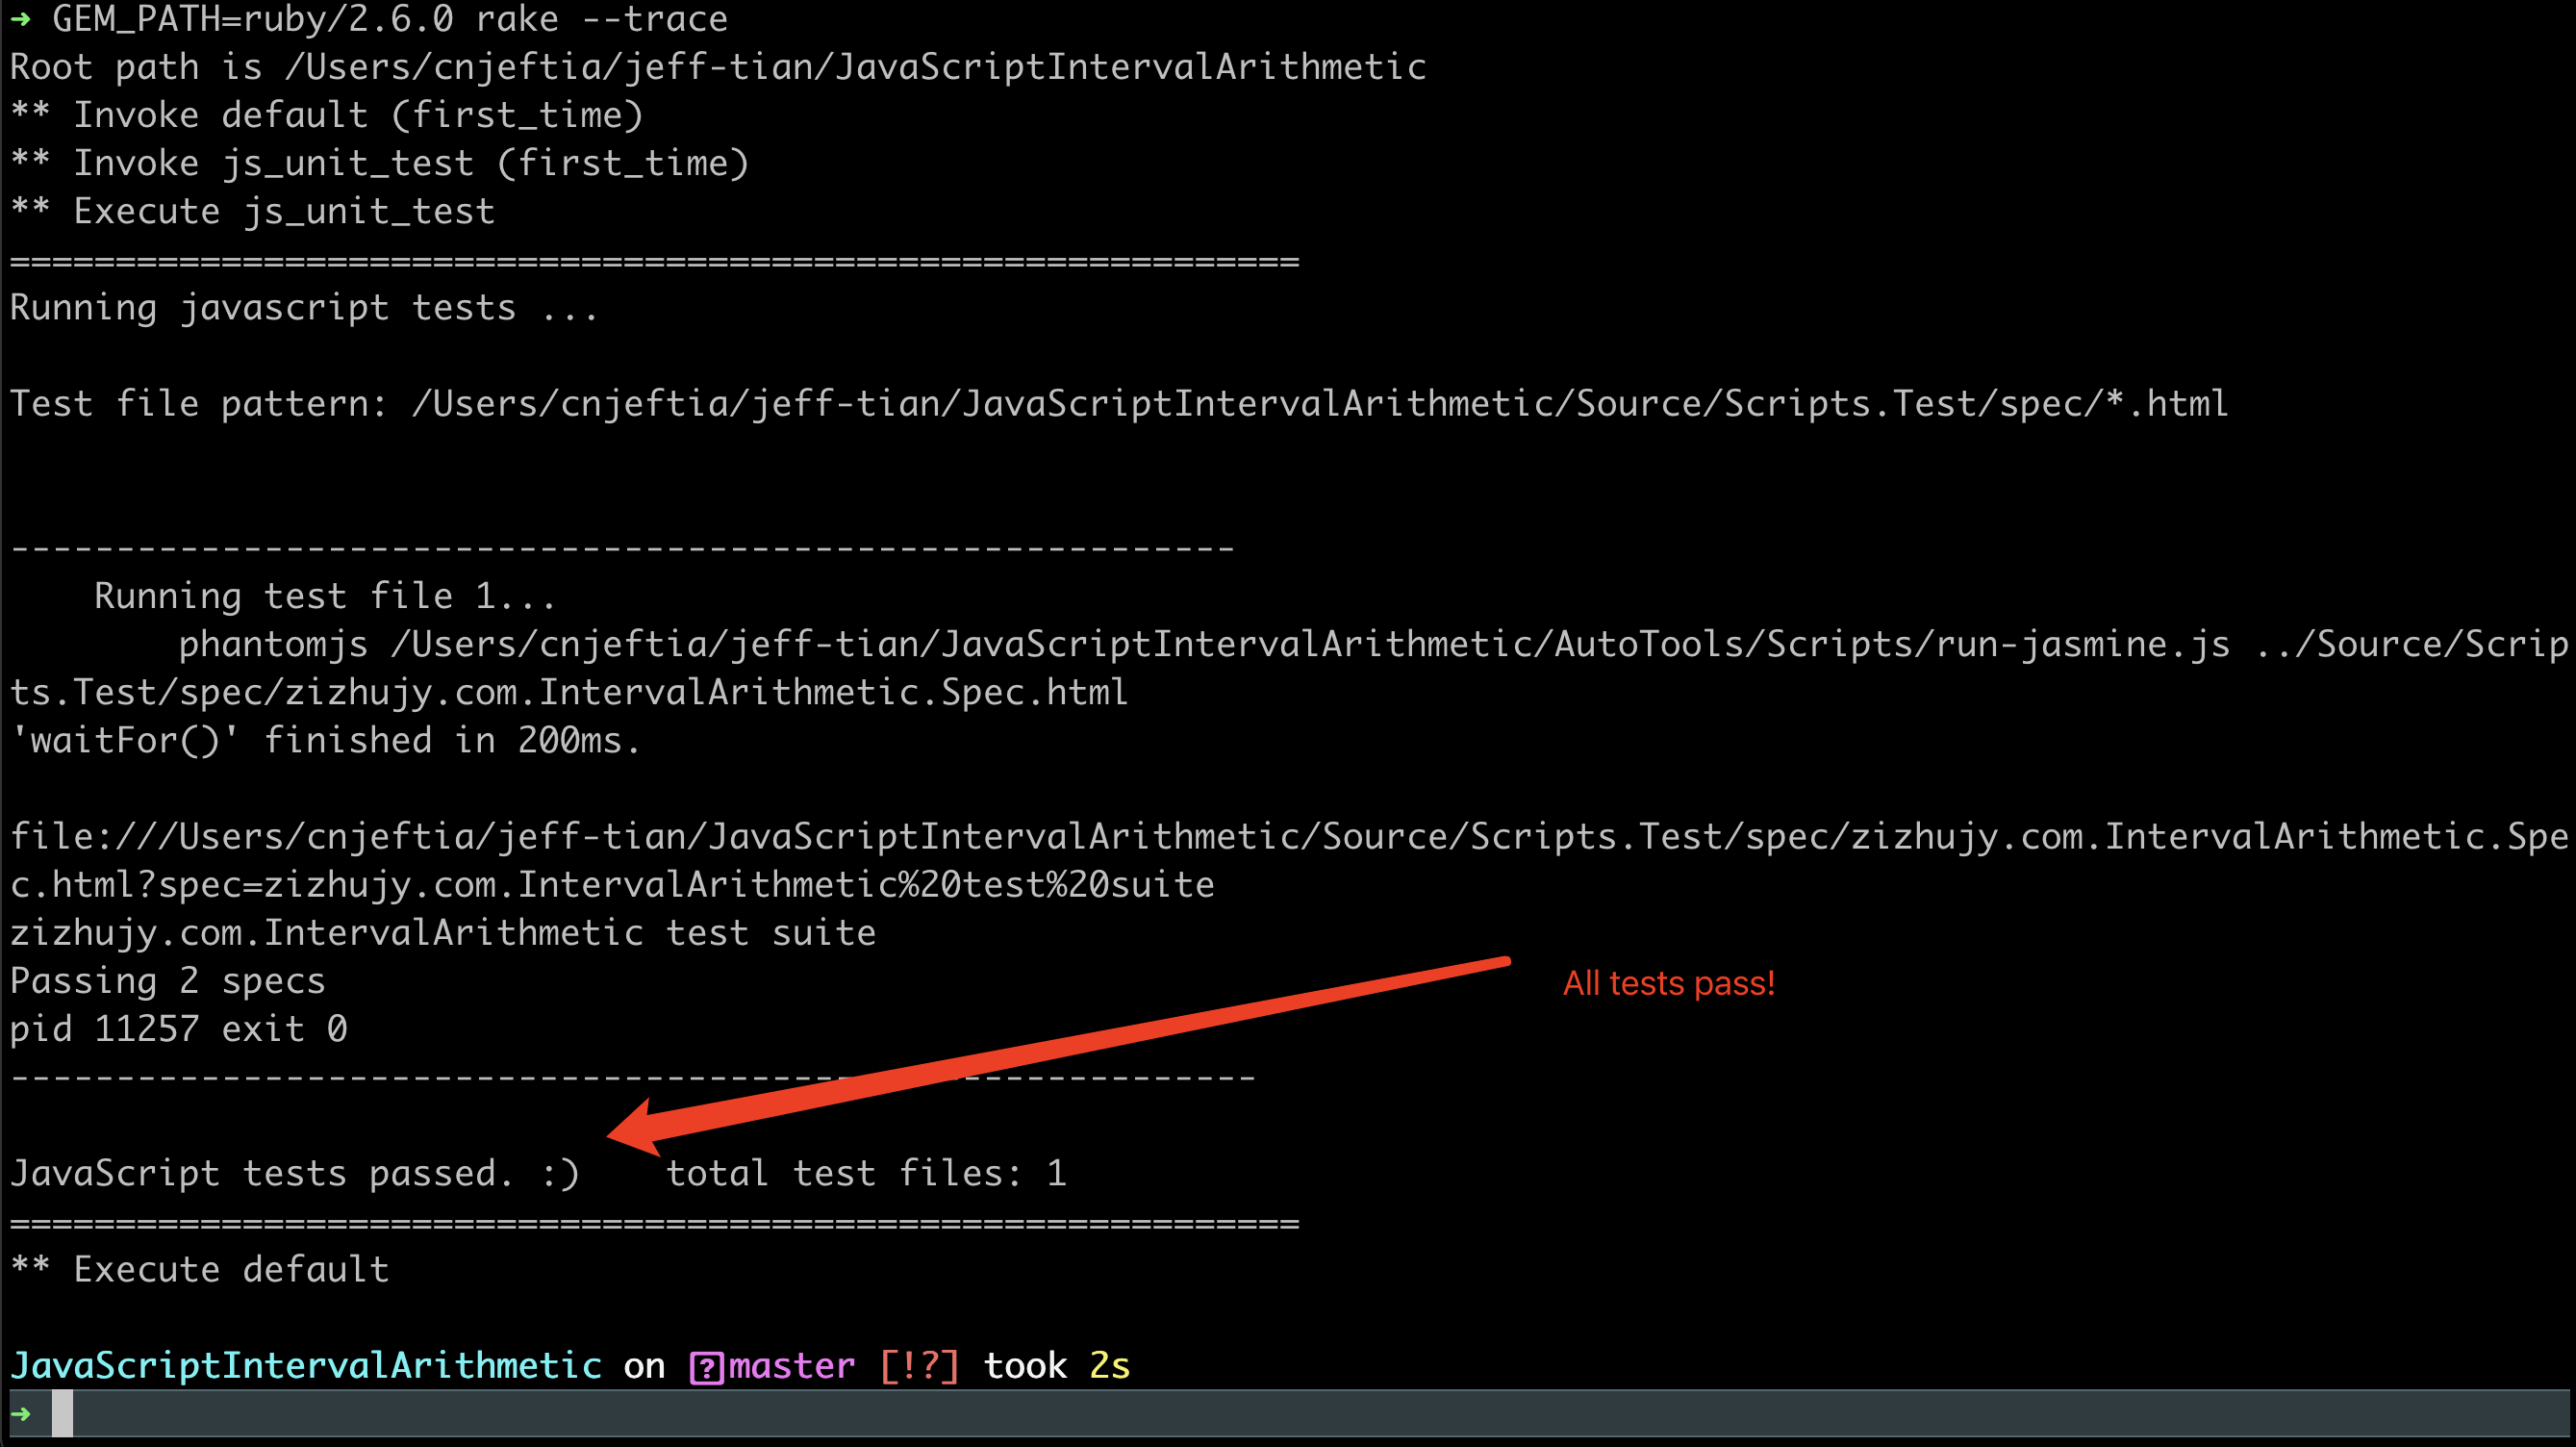 ➜ GEM_PATH=ruby/2.6.0 rake --trace
Root path is /Users/cnjeftia/jeff-tian/JavaScriptIntervalArithmetic
** Invoke default (first_time)
** Invoke js_unit_test (first_time)
** Execute js_unit_test
=============================================================
Running javascript tests ...
Test file pattern: /Users/cnjeftia/jeff-tian/JavaScriptIntervalArithmetic/Source/Scripts.Test/spec/*.html
----------------------------------------------------------
Running test file 1...
phantomjs /Users/cnjeftia/jeff-tian/JavaScriptIntervalArithmetic/AutoTools/Scripts/run-jasmine.js ../Source/Scrip
ts.Test/spec/zizhujy.com.IntervalArithmetic.Spec.html
'waitFor()' finished in 200ms.
file:///Users/cnjeftia/jeff-tian/JavaScriptIntervalArithmetic/Source/Scripts.Test/spec/zizhujy.com.IntervalArithmetic.Spe
c.html?spec=zizhujy.com.IntervalArithmetic%20test%20suite
zizhujy.com.IntervalArithmetic test suite
Passing 2 specs
All tests pass!
pid 11257 exit 0
-----------------------------------------------------------
JavaScript tests passed. :)    total test files: 1
=============================================================
** Execute default
JavaScriptIntervalArithmetic on [?]master [!?] took 2s
➜